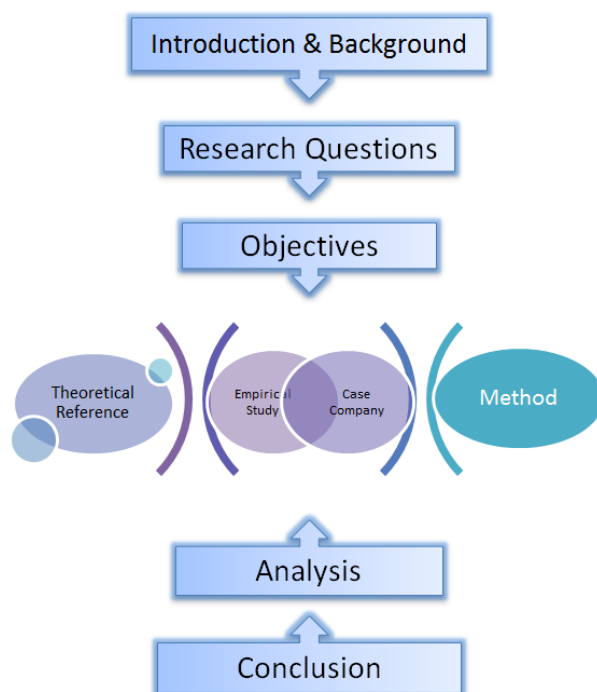 Introduction & Background
Research Questions
Objectives
Theoretical
Reference
Empirical
Study
Case
Company
Method
Analysis
Conclusion